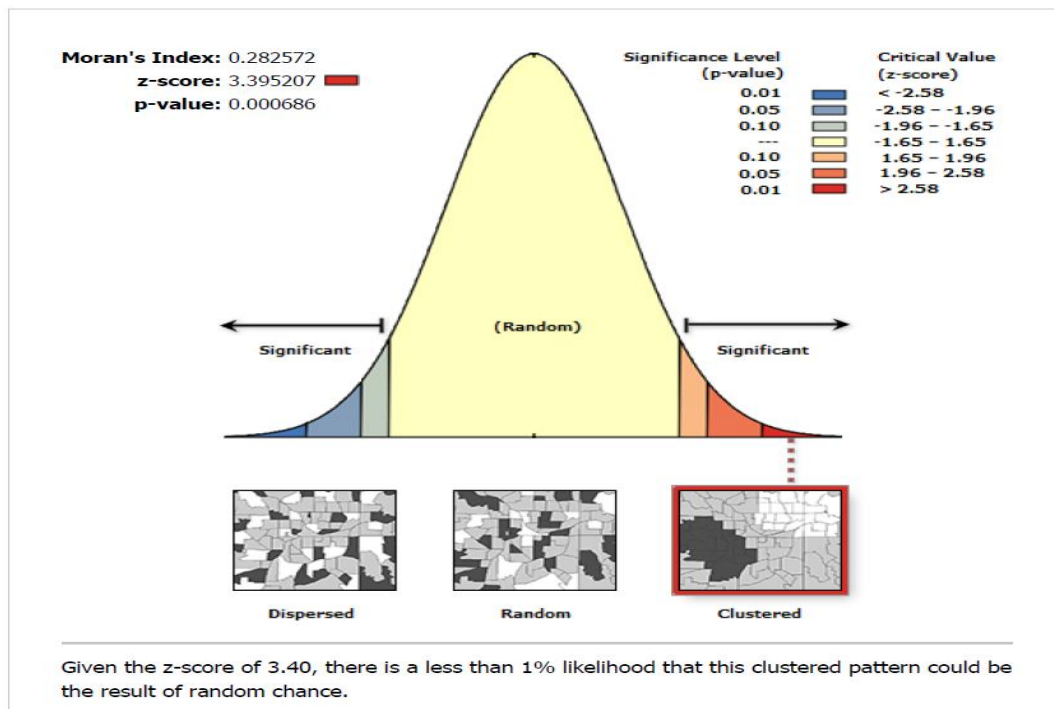 Moran's Index: 0.282572
z-score: 3.395207
p-value: 0.000686
Significance Level
(p-value)
Critical Value
(z-score)
0.01 < -2.58
0.05 -2.58 – -1.96
0.10 -1.96 – -1.65
--- -1.65 – 1.65
0.10 1.65 – 1.96
0.05 1.96 – 2.58
0.01 > 2.58
(Random)
Significant
Significant
Dispersed
Random
Clustered
Given the z-score of 3.40, there is a less than 1% likelihood that this clustered pattern could be
the result of random chance.